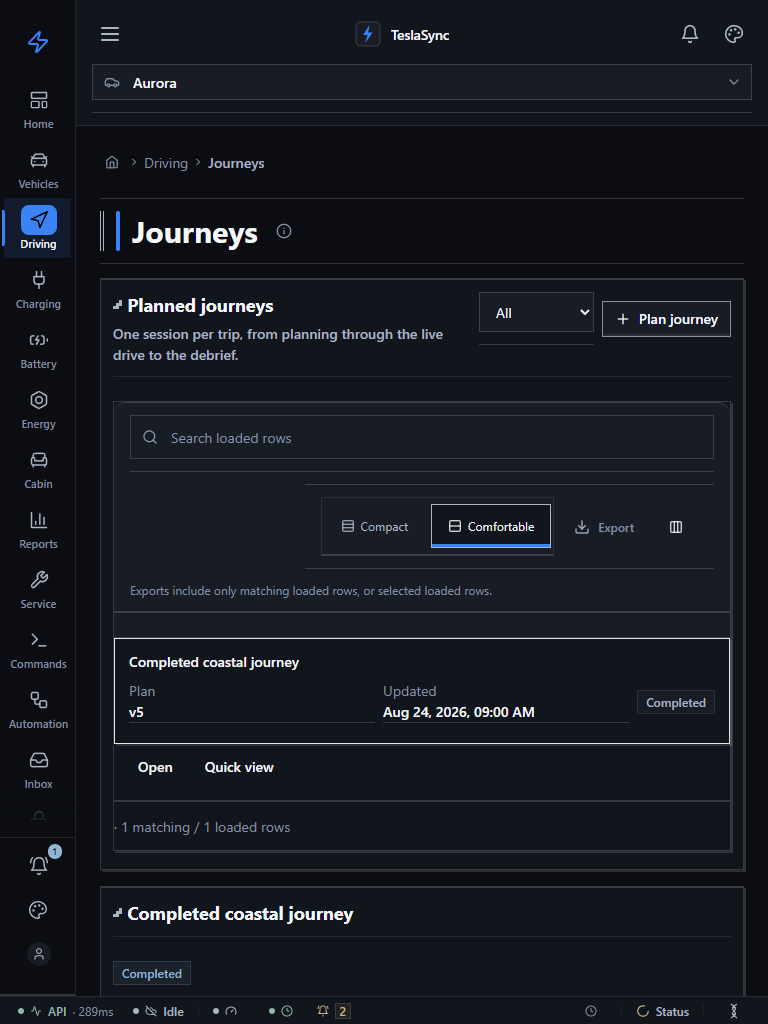 TeslaSync
Aurora
Home
Vehicles
Driving
Charging
Battery
Energy
Cabin
Reports
Service
Commands
Automation
Inbox
1
Driving > Journeys
Journeys
Planned journeys
One session per trip, from planning through the live
drive to the debrief.
All
Plan journey
Search loaded rows
Compact
Comfortable
Export
Exports include only matching loaded rows, or selected loaded rows.
Completed coastal journey
Plan
v5
Updated
Aug 24, 2026, 09:00 AM
Completed
Open
Quick view
· 1 matching / 1 loaded rows
Completed coastal journey
Completed
API · 289ms
Idle
2
Status